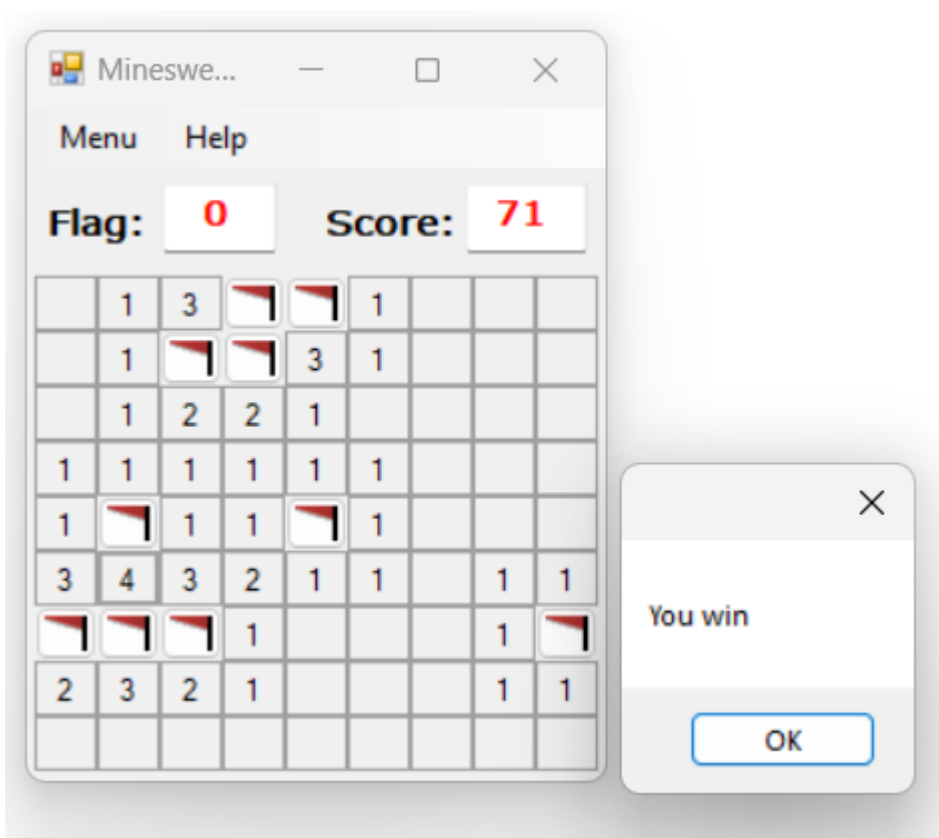 Mineswe...
Menu Help
Flag: 0 Score: 71
1 3 1
1 3 1
1 2 2 1
1 1 1 1 1 1
1 1 1 1
3 4 3 2 1 1 1 1
1 1
2 3 2 1 1 1
You win
OK